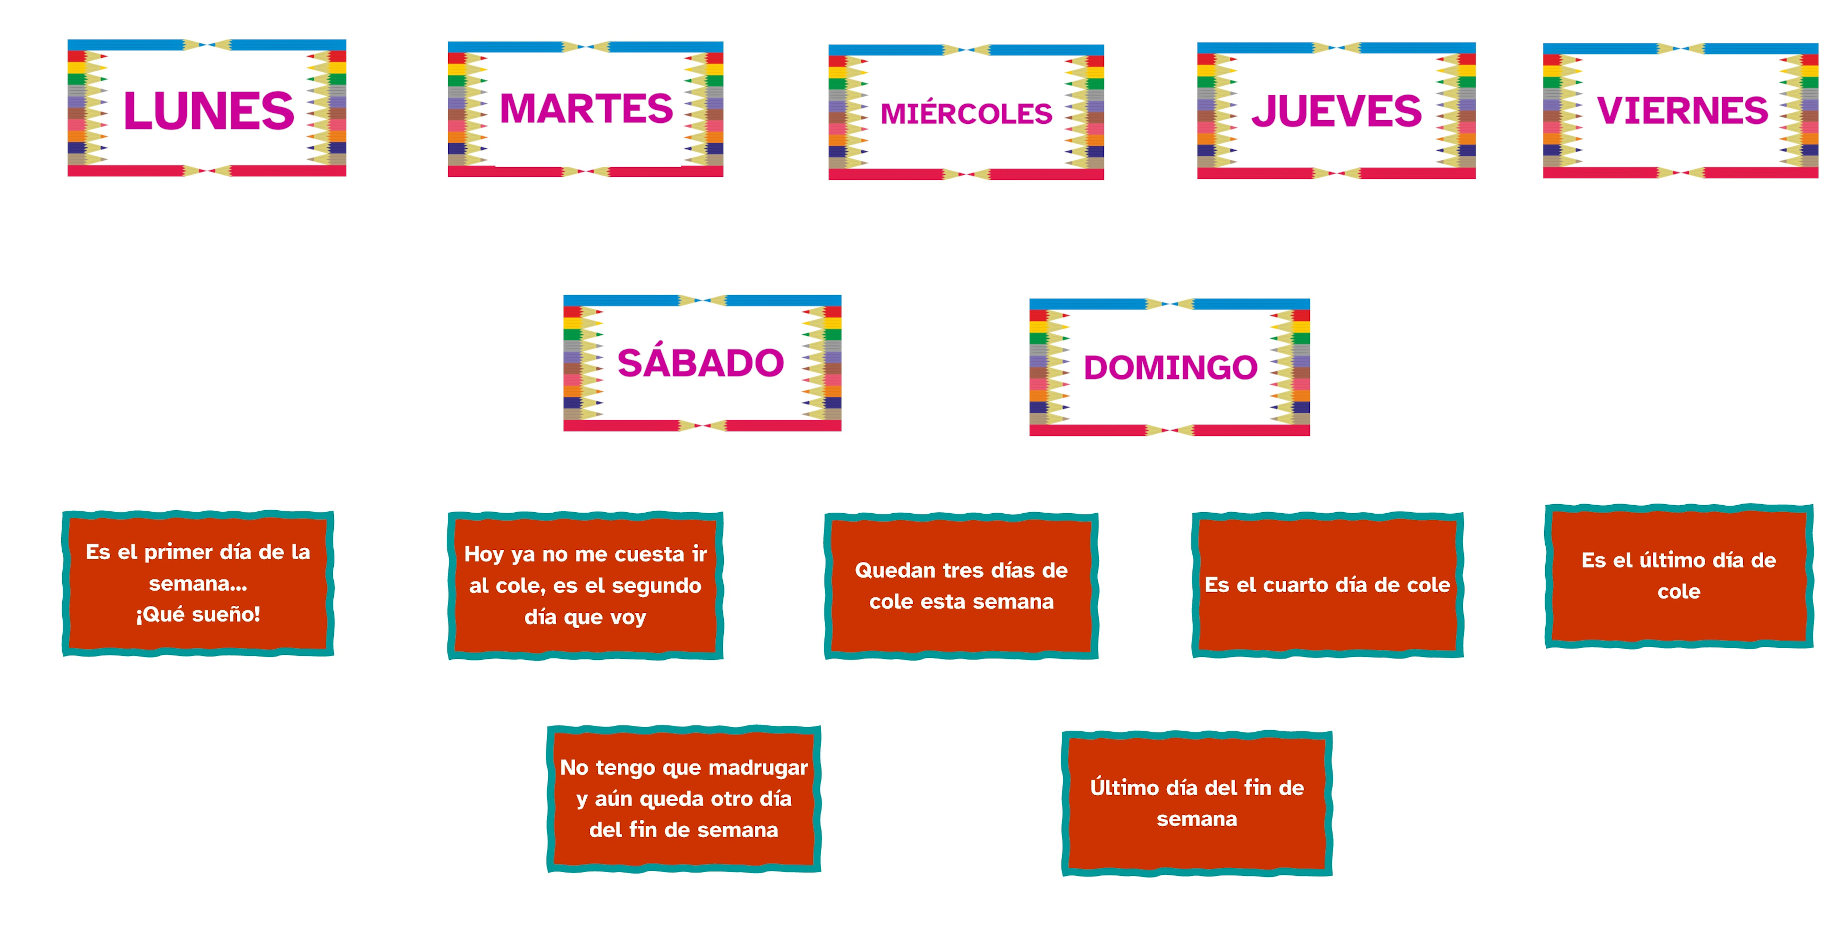 LUNES
MARTES
MIÉRCOLES
JUEVES
VIERNES
SÁBADO
DOMINGO
Es el primer día de la
semana...
¡Qué sueño!
Hoy ya no me cuesta ir
al cole, es el segundo
día que voy
Quedan tres días de
cole esta semana
Es el cuarto día de cole
Es el último día de
cole
No tengo que madrugar
y aún queda otro día
del fin de semana
Último día del fin de
semana